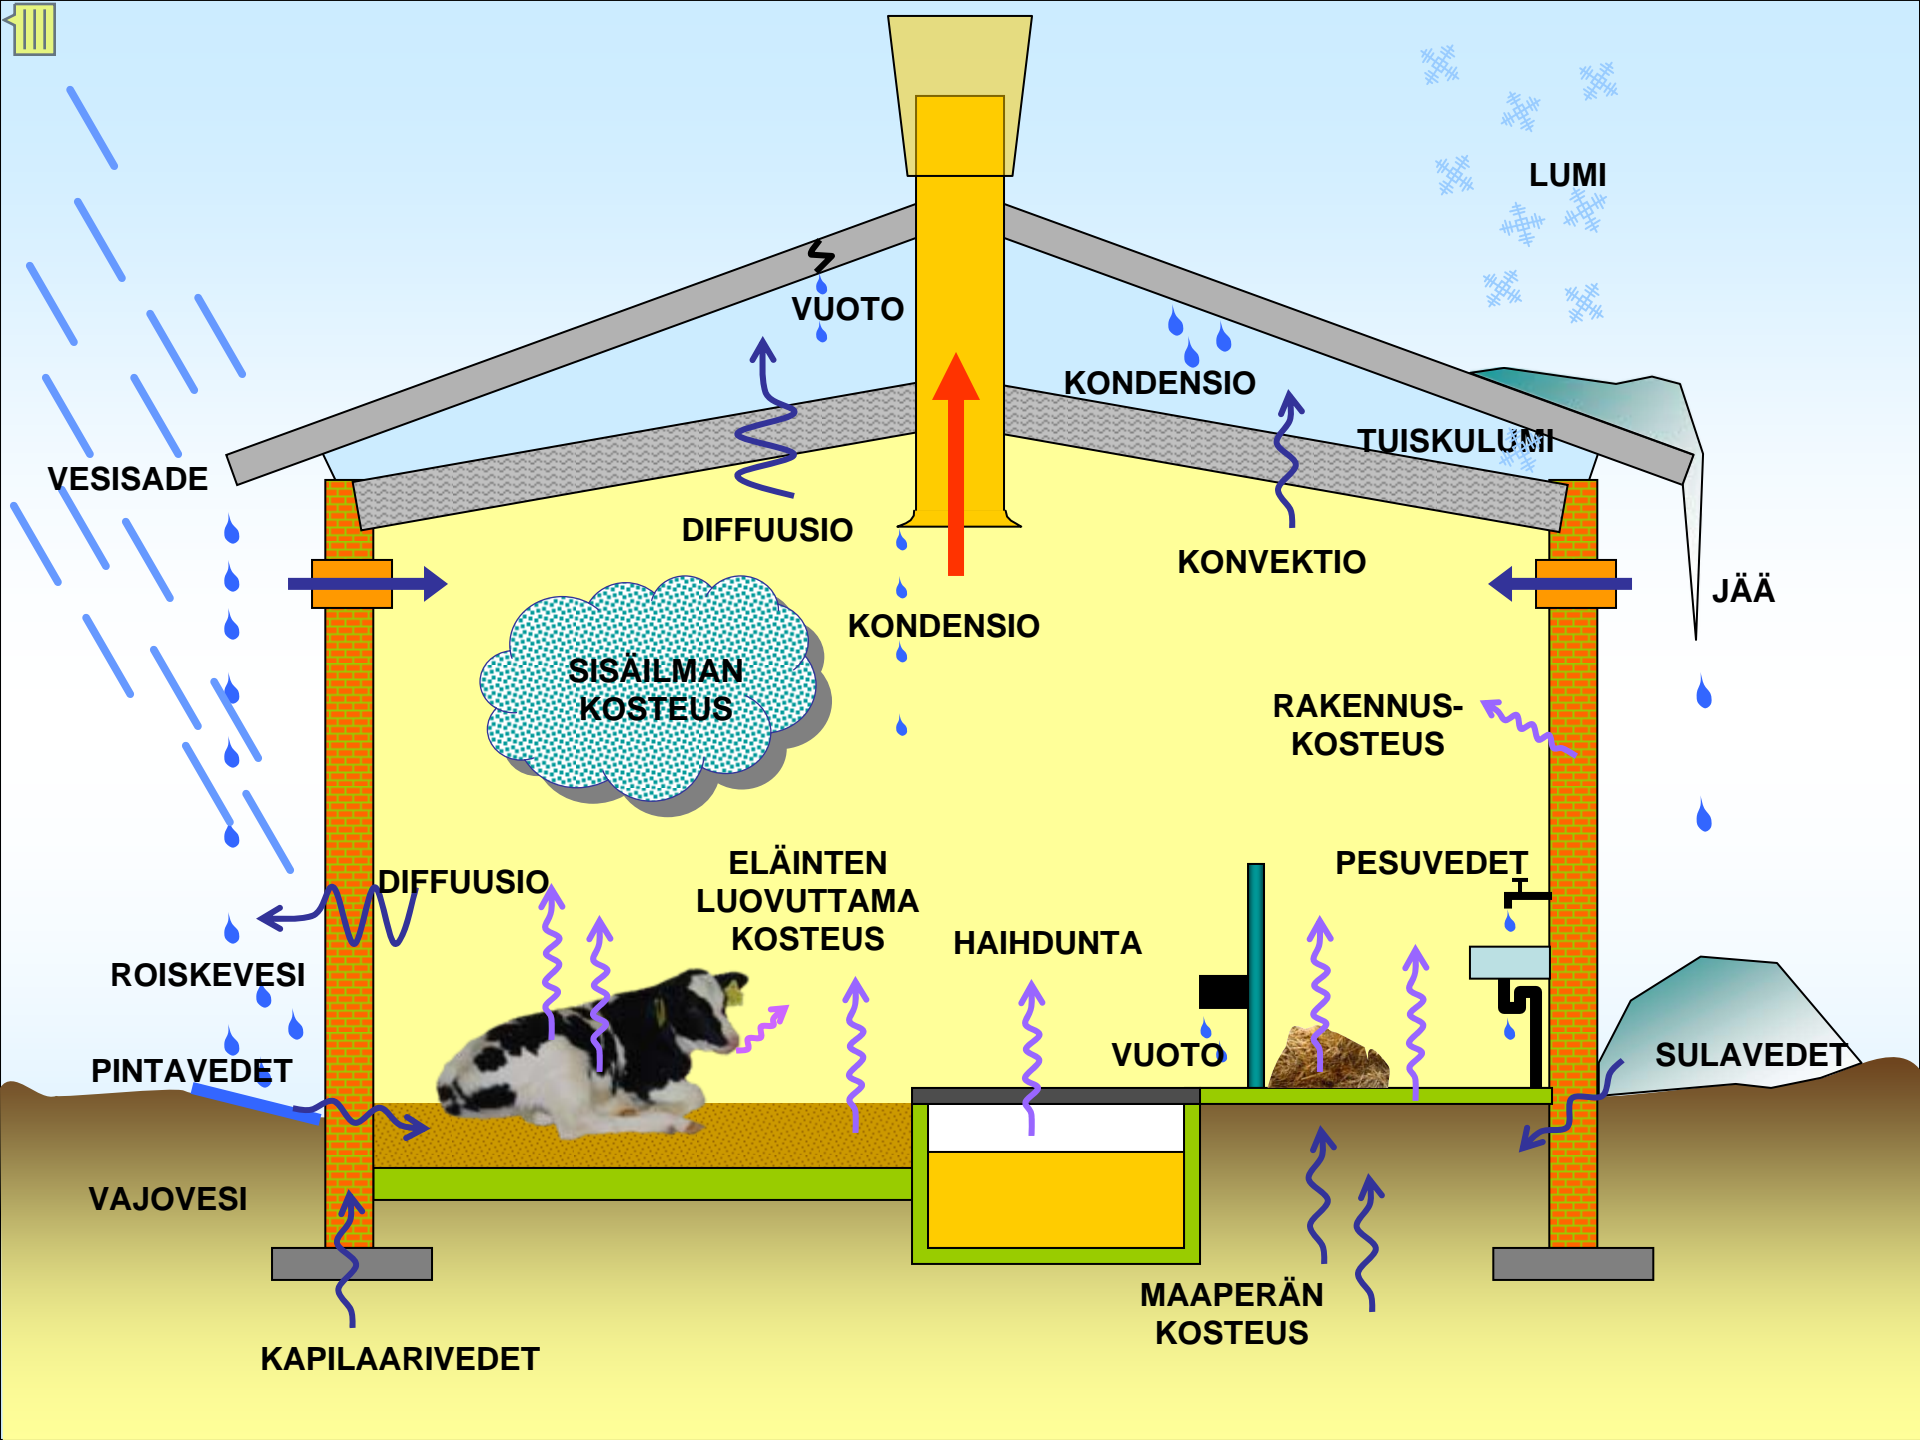 LUMI
VUOTO
KONDENSIO
TUISKULUMI
VESISADE
DIFFUUSIO
KONVEKTIO
JÄÄ
KONDENSIO
SISÄILMAN
KOSTEUS
RAKENNUS-
KOSTEUS
DIFFUUSIO
ELÄINTEN
LUOVUTTAMA
KOSTEUS
PESUVEDET
HAIHDUNTA
ROISKEVESI
VUOTO
SULAVEDET
PINTAVEDET
VAJOVESI
MAAPERÄN
KOSTEUS
KAPILAARIVEDET